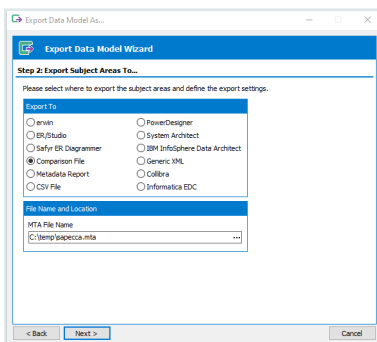 Export Data Model As...
Export Data Model Wizard
Step 2: Export Subject Areas To...
Please select where to export the subject areas and define the export settings.
Export To
erwin
PowerDesigner
ER/Studio
System Architect
Safyr ER Diagrammer
IBM InfoSphere Data Architect
Comparison File
Generic XML
Metadata Report
Collibra
CSV File
Informatica EDC
File Name and Location
MTA File Name
C:\temp\sapecca.mta ...
< Back Next > Cancel